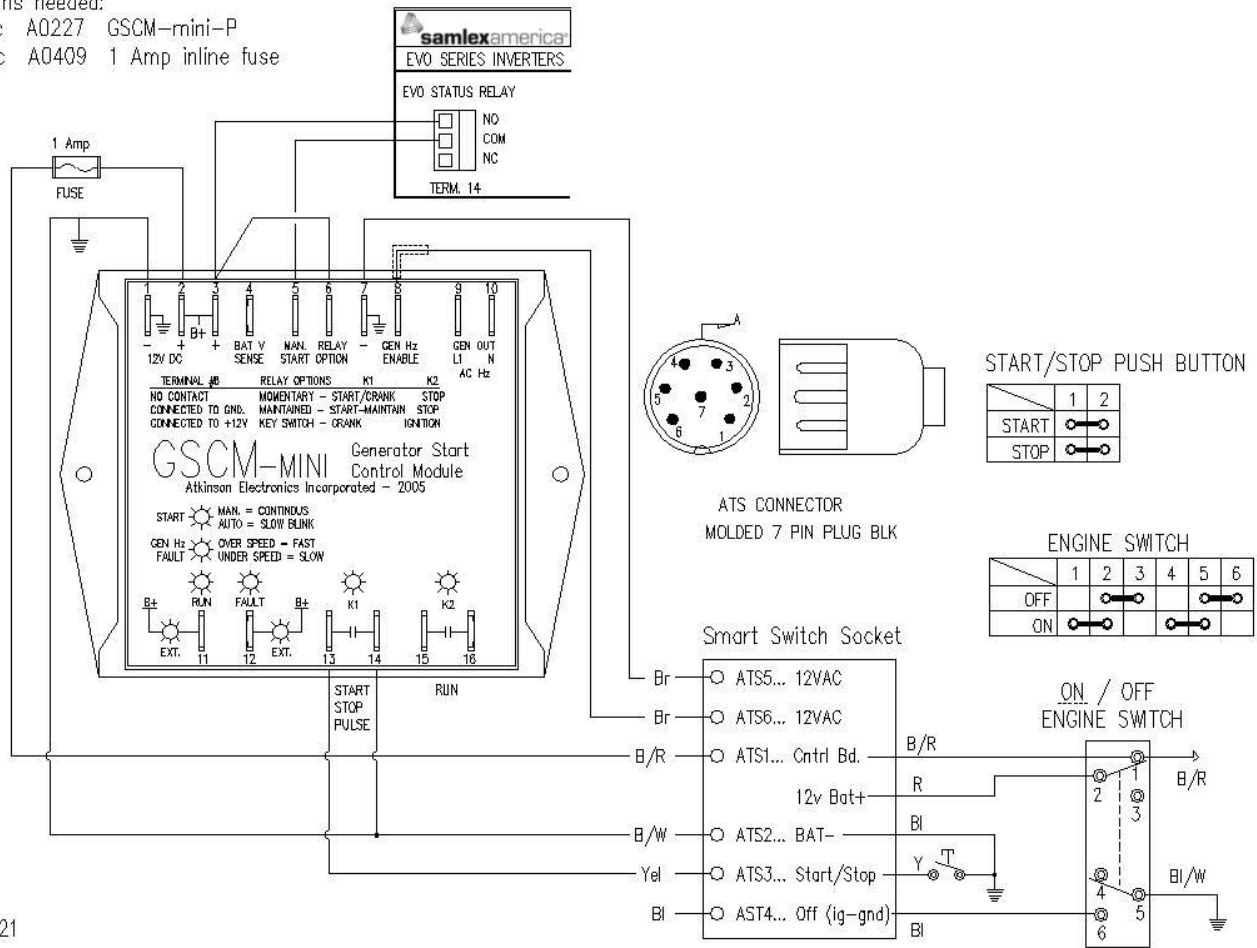 ns needed:
A0227 GSCM-mini-P
A0409 1 Amp inline fuse
samlexamerica
EVO SERIES INVERTERS
EVO STATUS RELAY
NO
COM
NC
TERM. 14
1 Amp
FUSE
1 2 3 4 5 6 7 8 9 10
- + + BAT V MAN. RELAY - GEN Hz GEN OUT
B+
12V DC SENSE START OPTION ENABLE L1 N
AC Hz
TERMINAL #6 RELAY OPTIONS K1 K2
NO CONTACT MOMENTARY - START/CRANK STOP
CONNECTED TO GND. MAINTAINED - START-MAINTAIN STOP
CONNECTED TO +12V KEY SWITCH - CRANK IGNITION
GSCM-MINI Generator Start
Control Module
Atkinson Electronics Incorporated - 2005
START MAN. = CONTINOUS
AUTO = SLOW BLINK
GEN Hz OVER SPEED = FAST
FAULT UNDER SPEED = SLOW
RUN FAULT K1 K2
B+ B+
EXT. 11 12 EXT. 13 14 15 16
START
STOP
PULSE
RUN
A
4 3
5 7 2
6 1
ATS CONNECTOR
MOLDED 7 PIN PLUG BLK
START/STOP PUSH BUTTON
1 2
START
STOP
ENGINE SWITCH
1 2 3 4 5 6
OFF
ON
Smart Switch Socket
Br ATS5... 12VAC
Br ATS6... 12VAC
B/R ATS1... Cntrl Bd. B/R
12v Bat+ R
B/W ATS2... BAT- Bl
Yel ATS3... Start/Stop Y
Bl AST4... Off (ig-gnd) Bl
ON / OFF
ENGINE SWITCH
1
2
3
B/R
4
5
6
Bl/W
21